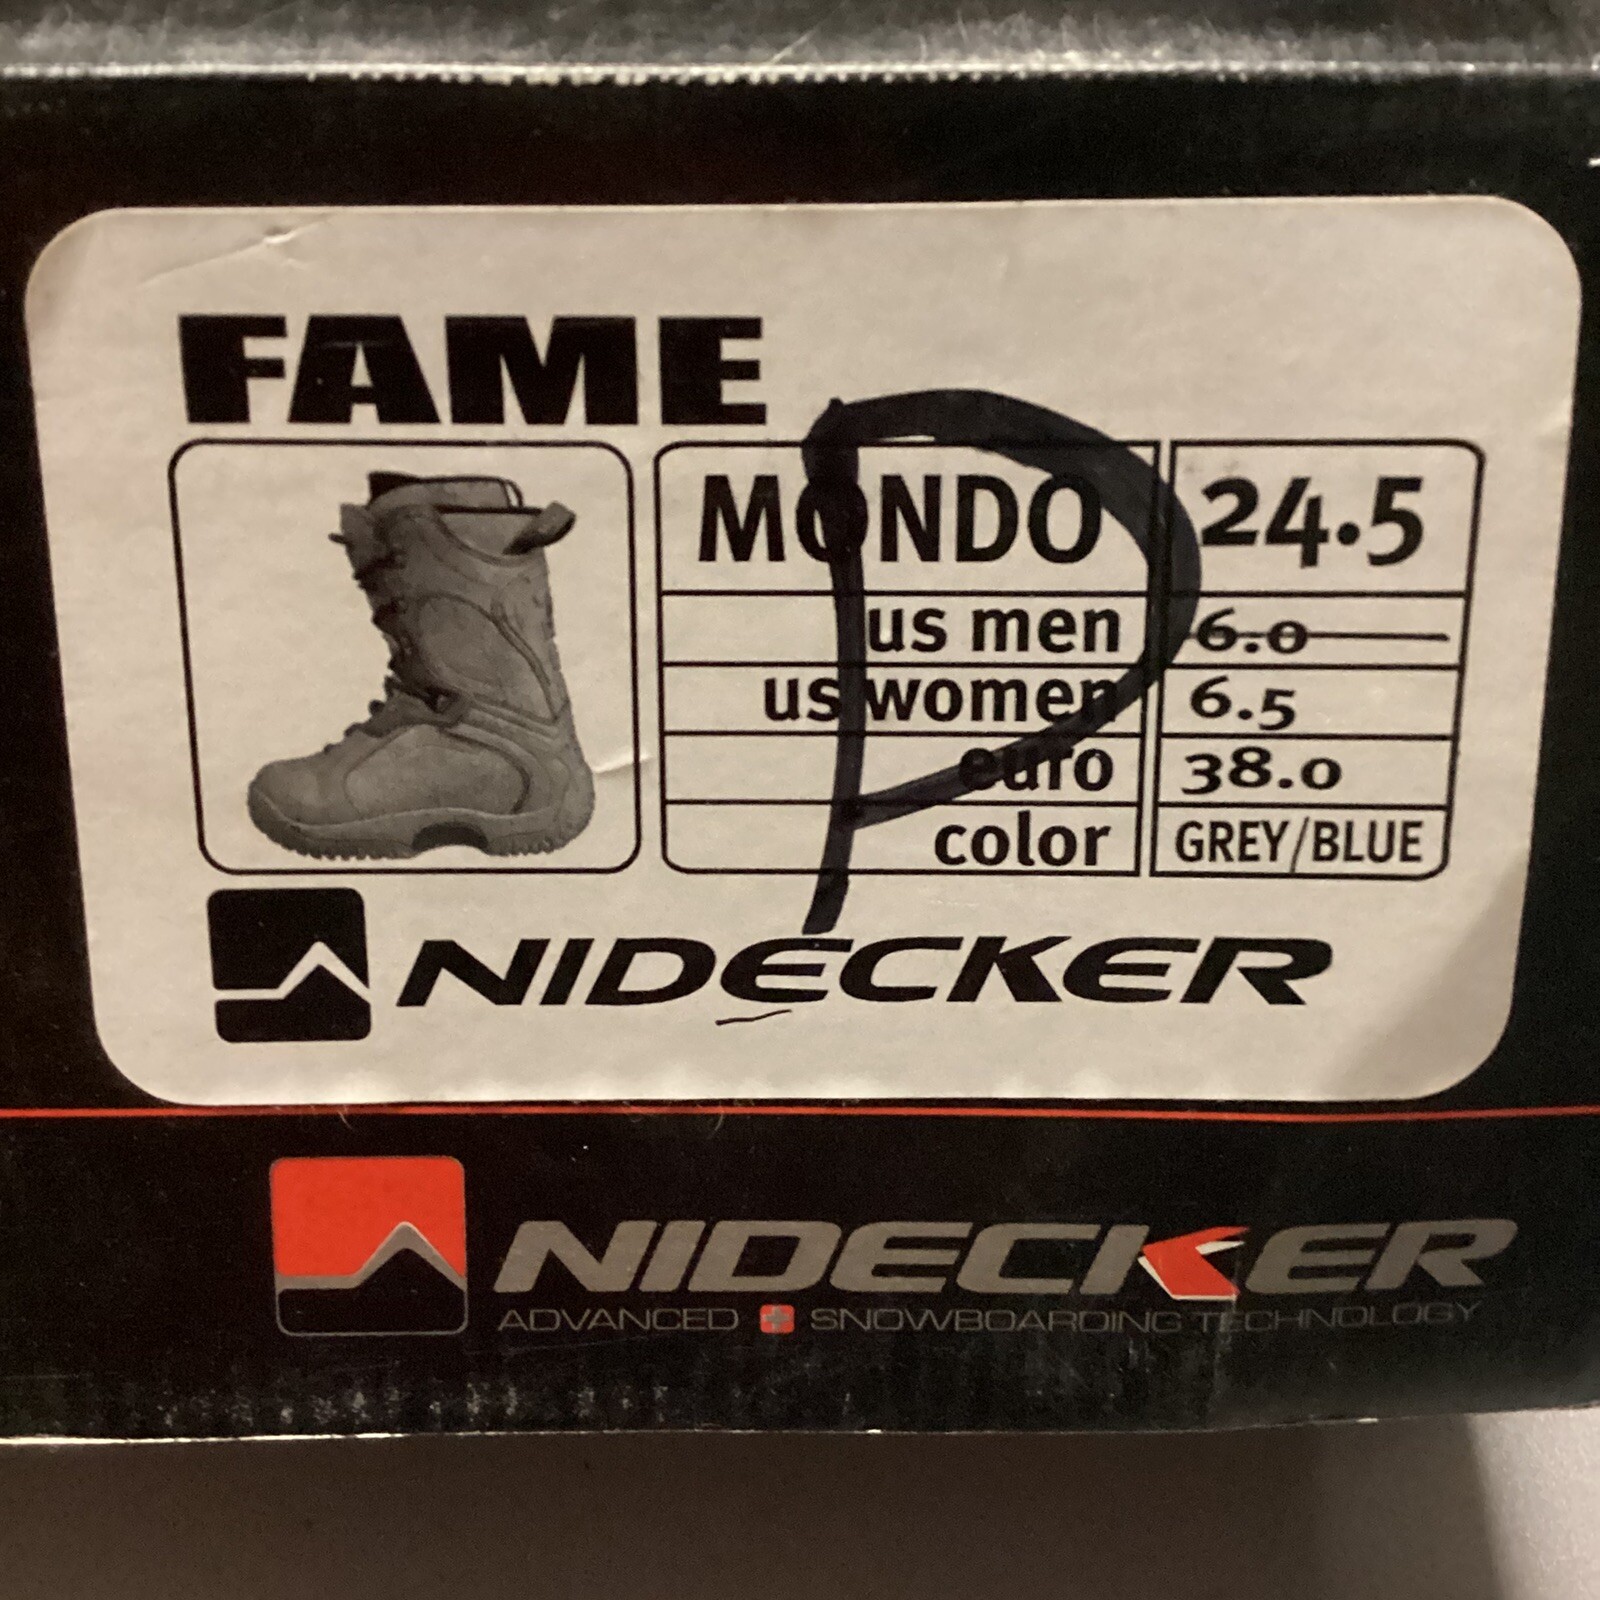 FAME
MONDO 24.5
us men 6.0
us women 6.5
euro 38.0
color GREY/BLUE
P
NIDECKER
NIDECKER
ADVANCED SNOWBOARDING TECHNOLOGY